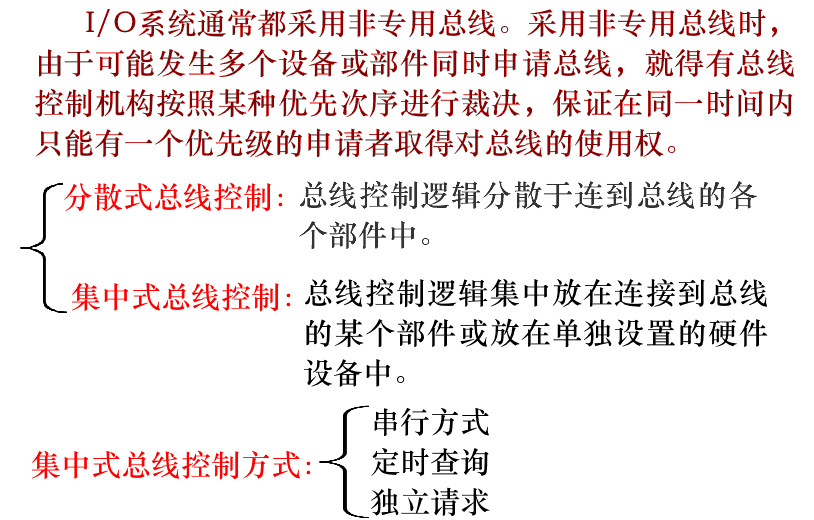 I/O系统通常都采用非专用总线。采用非专用总线时，
由于可能发生多个设备或部件同时申请总线，就得有总线
控制机构按照某种优先次序进行裁决，保证在同一时间内
只能有一个优先级的申请者取得对总线的使用权。
分散式总线控制：总线控制逻辑分散于连到总线的各
个部件中。
集中式总线控制：总线控制逻辑集中放在连接到总线
的某个部件或放在单独设置的硬件
设备中。
串行方式
集中式总线控制方式：定时查询
独立请求